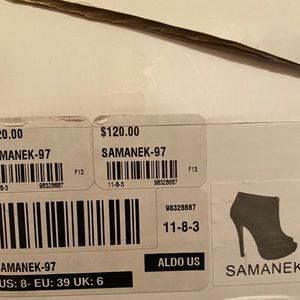 20.00
MANEK-97
F13
11-8-3 98328687
$120.00
SAMANEK-97
F13
11-8-3 98328687
98328687
11-8-3
SAMANEK-97
ALDO US
US: 8- EU: 39 UK: 6
SAMANEK